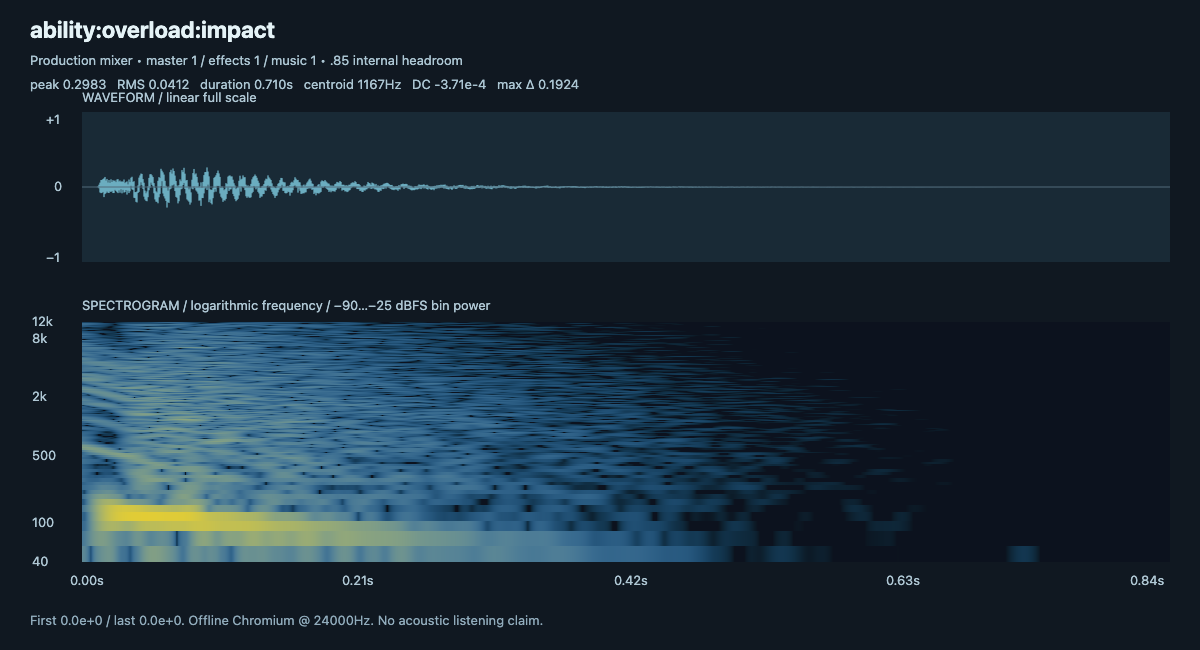 ability:overload:impact
Production mixer • master 1 / effects 1 / music 1 • .85 internal headroom
peak 0.2983 RMS 0.0412 duration 0.710s centroid 1167Hz DC -3.71e-4 max Δ 0.1924
WAVEFORM / linear full scale
+1
0
−1
SPECTROGRAM / logarithmic frequency / −90…−25 dBFS bin power
12k
8k
2k
500
100
40
0.00s 0.21s 0.42s 0.63s 0.84s
First 0.0e+0 / last 0.0e+0. Offline Chromium @ 24000Hz. No acoustic listening claim.